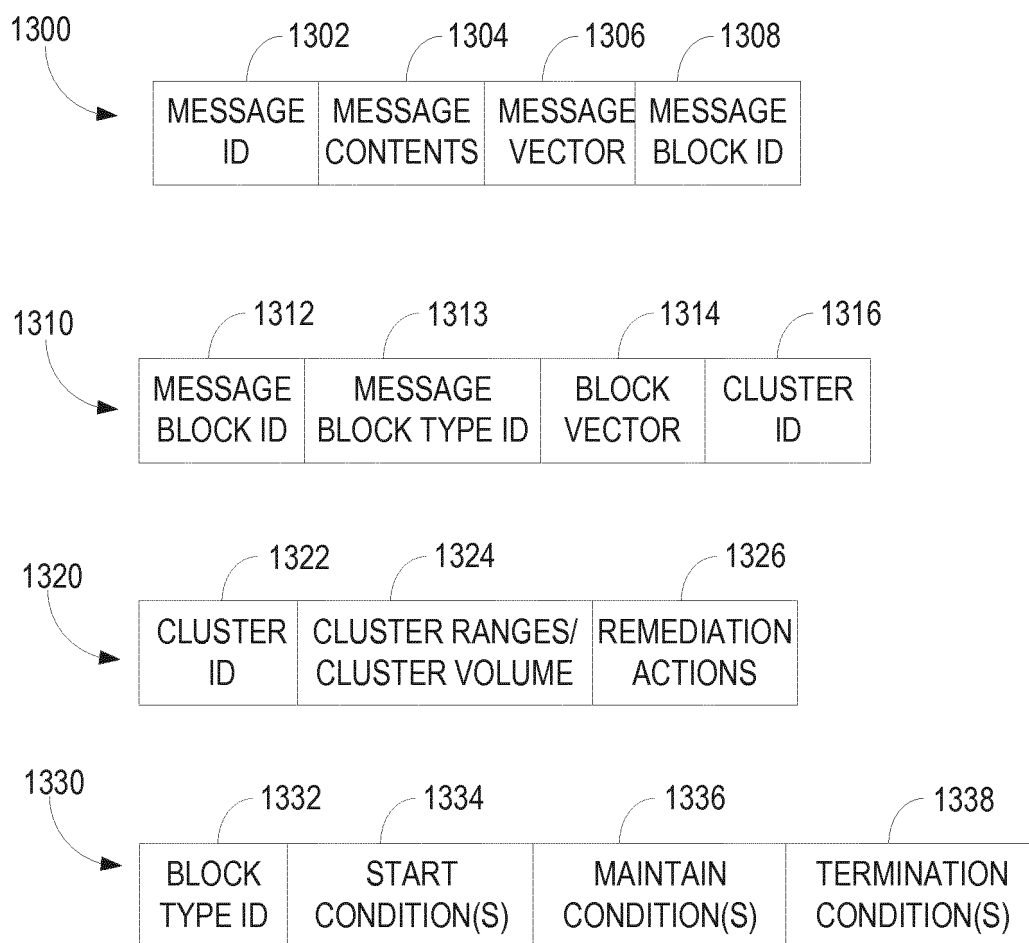 1300
1302 1304 1306 1308
MESSAGE MESSAGE MESSAGE MESSAGE
ID CONTENTS VECTOR BLOCK ID
1310
1312 1313 1314 1316
MESSAGE MESSAGE BLOCK CLUSTER
BLOCK ID BLOCK TYPE ID VECTOR ID
1320
1322 1324 1326
CLUSTER CLUSTER RANGES/ REMEDIATION
ID CLUSTER VOLUME ACTIONS
1330
1332 1334 1336 1338
BLOCK START MAINTAIN TERMINATION
TYPE ID CONDITION(S) CONDITION(S) CONDITION(S)